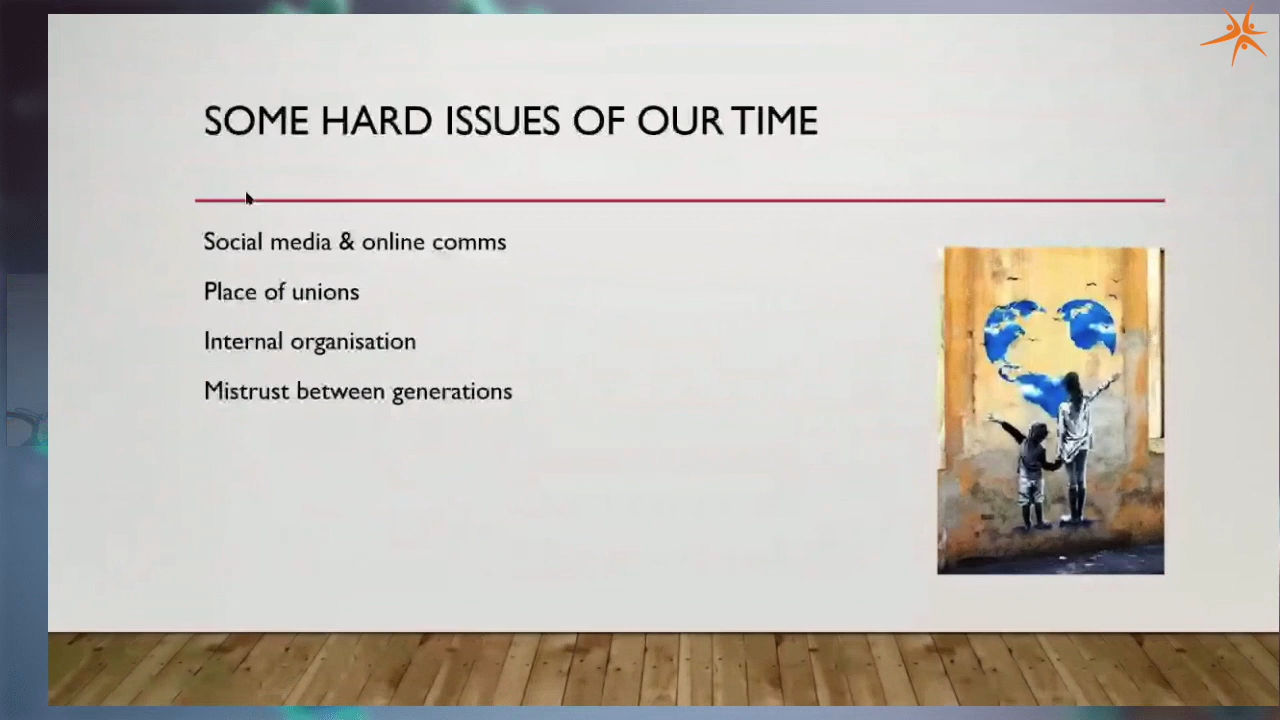 SOME HARD ISSUES OF OUR TIME
Social media & online comms
Place of unions
Internal organisation
Mistrust between generations